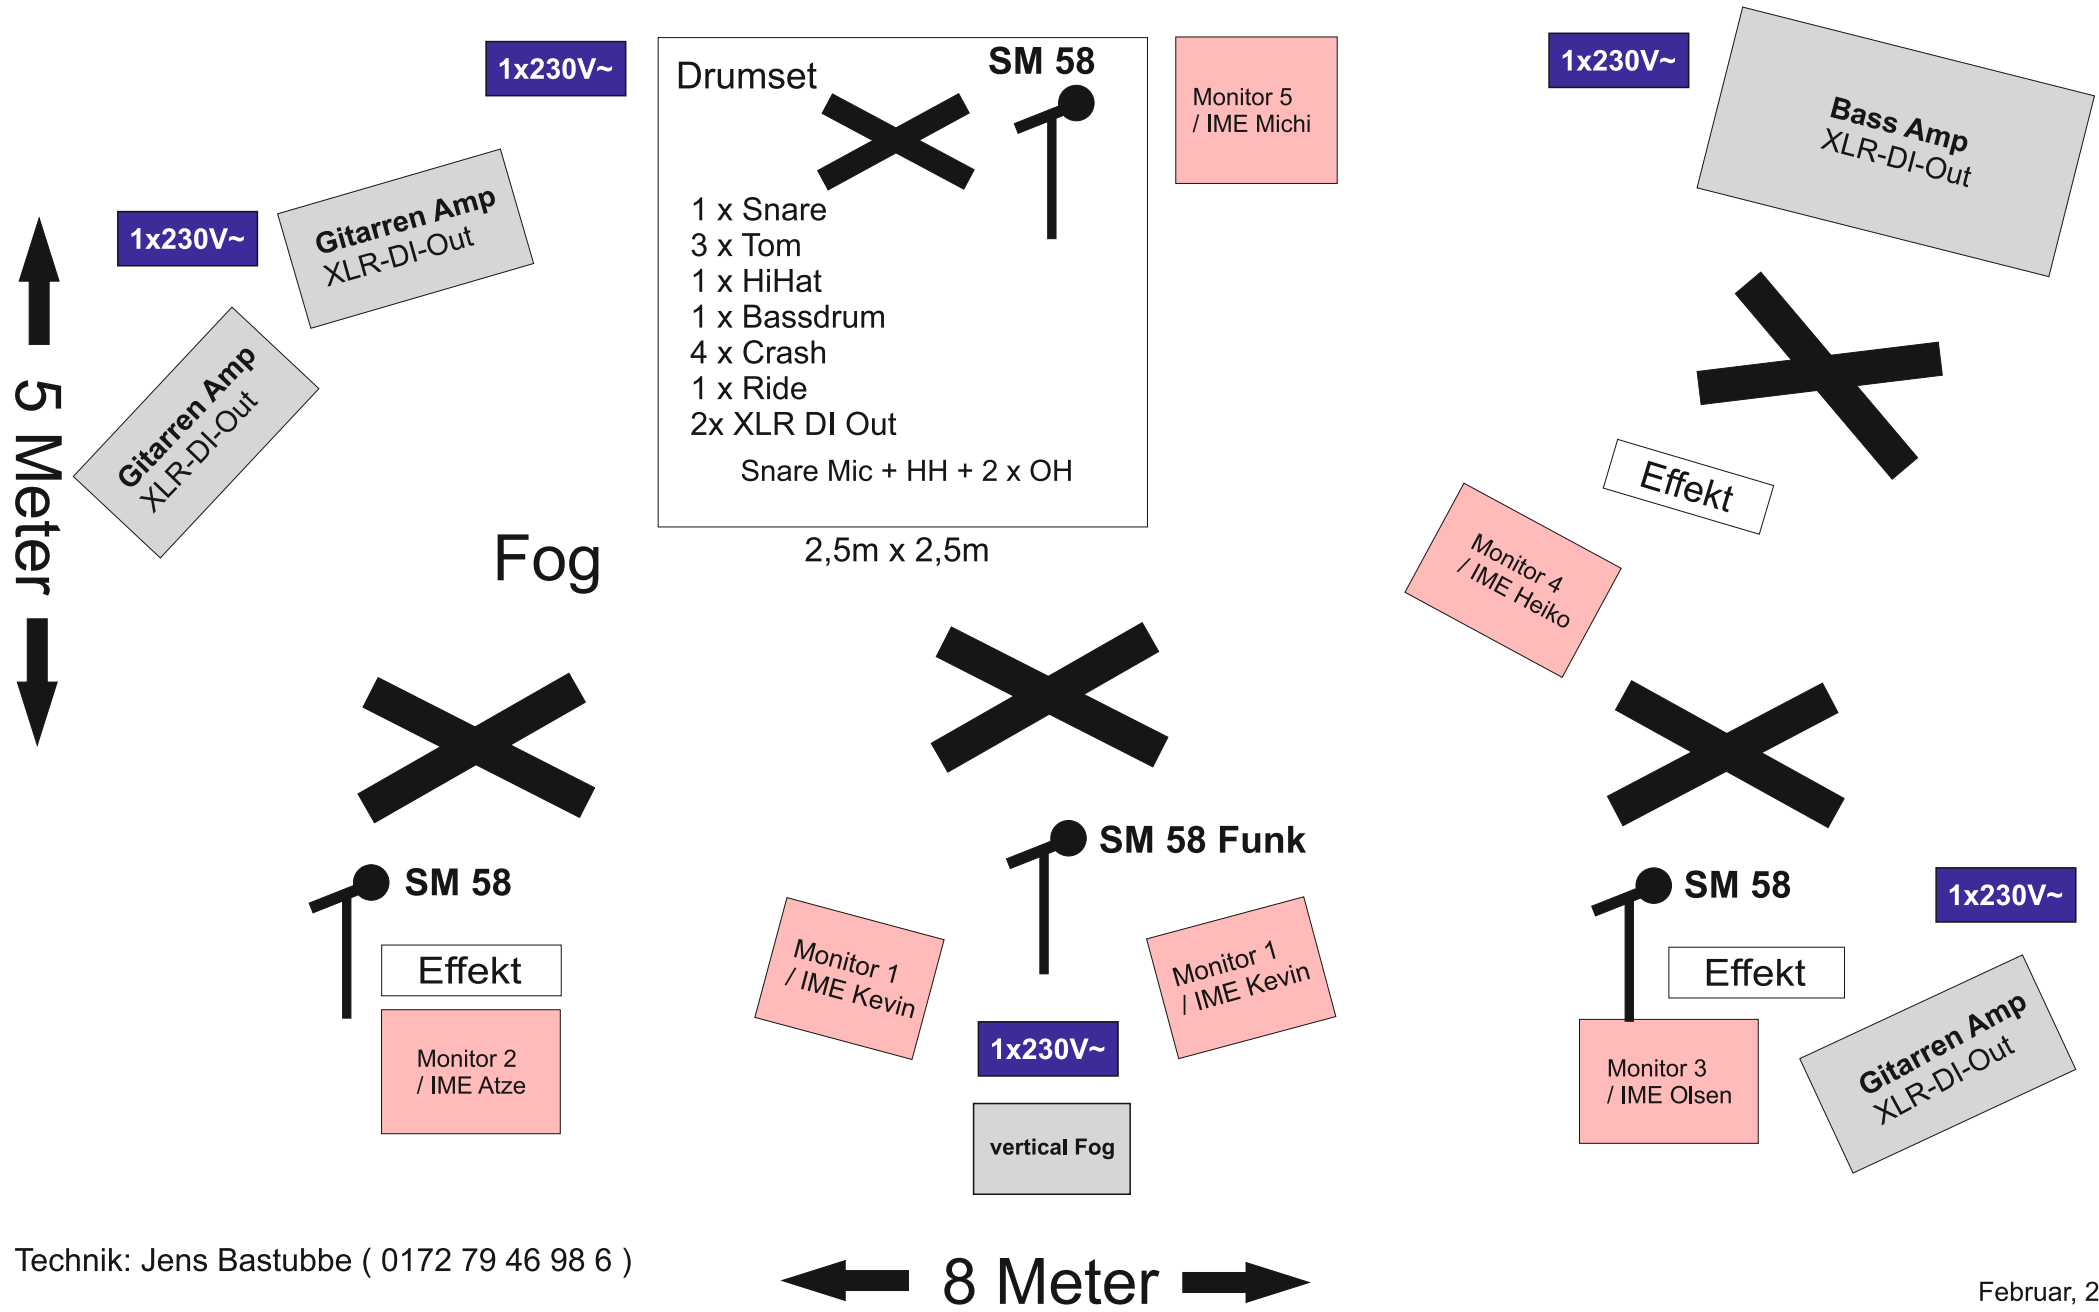 1x230V~
Drumset
SM 58
Monitor 5
/ IME Michi
1x230V~
Bass Amp
XLR-DI-Out
1x230V~
Gitarren Amp
XLR-DI-Out
1 x Snare
3 x Tom
1 x HiHat
1 x Bassdrum
4 x Crash
1 x Ride
2x XLR DI Out
Snare Mic + HH + 2 x OH
2,5m x 2,5m
Gitarren Amp
XLR-DI-Out
5 Meter
Fog
Effekt
Monitor 4
/ IME Heiko
SM 58
Effekt
Monitor 2
/ IME Atze
SM 58 Funk
Monitor 1
/ IME Kevin
Monitor 1
/ IME Kevin
1x230V~
vertical Fog
SM 58
1x230V~
Effekt
Monitor 3
/ IME Olsen
Gitarren Amp
XLR-DI-Out
Technik: Jens Bastubbe ( 0172 79 46 98 6 )
8 Meter
Februar, 2